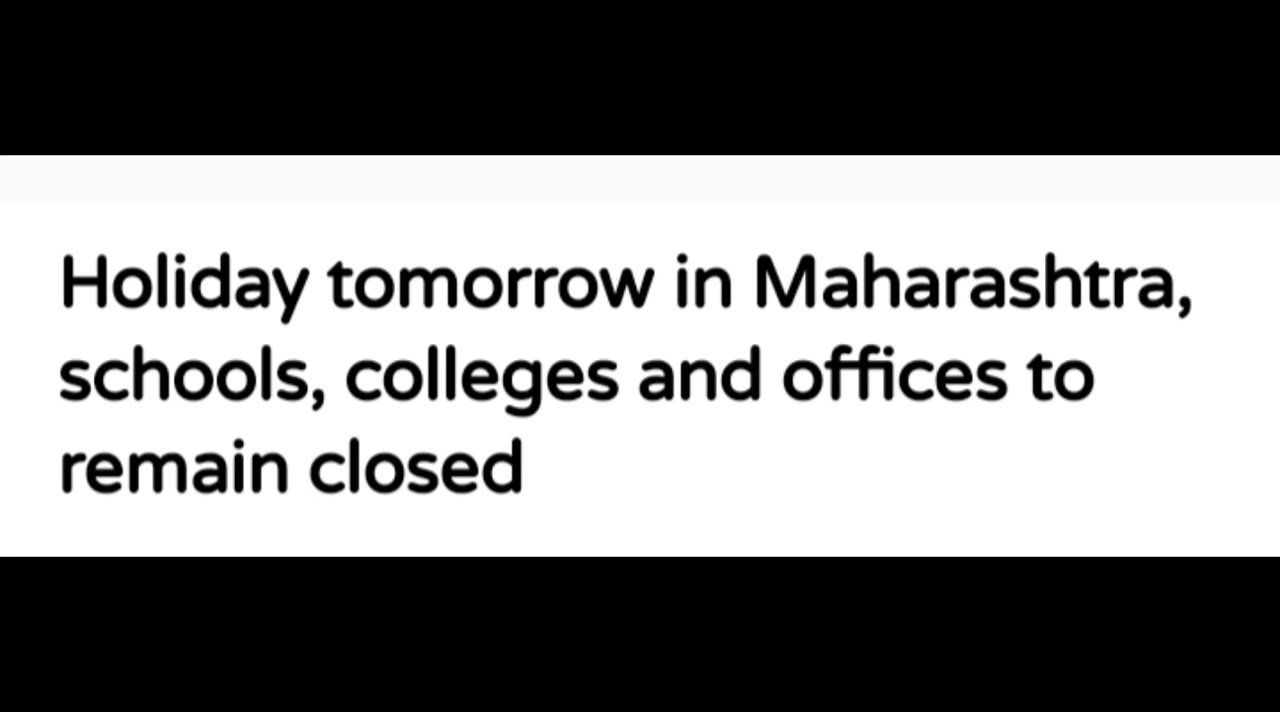 Holiday tomorrow in Maharashtra,
schools, colleges and offices to
remain closed